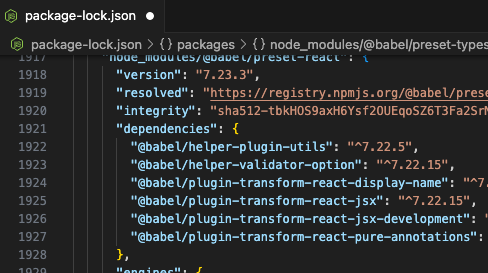 package-lock.json
package-lock.json > {} packages > {} node_modules/@babel/preset-types
1917 "node_modules/@babel/preset-react": {
1918 "version": "7.23.3",
1919 "resolved": "https://registry.npmjs.org/@babel/prese
1920 "integrity": "sha512-tbkHOS9axH6Ysf2OUEqoSZ6T3Fa2SrN
1921 "dependencies": {
1922 "@babel/helper-plugin-utils": "^7.22.5",
1923 "@babel/helper-validator-option": "^7.22.15",
1924 "@babel/plugin-transform-react-display-name": "^7
1925 "@babel/plugin-transform-react-jsx": "^7.22.15",
1926 "@babel/plugin-transform-react-jsx-development": "
1927 "@babel/plugin-transform-react-pure-annotations":
1928 },
"engines": {